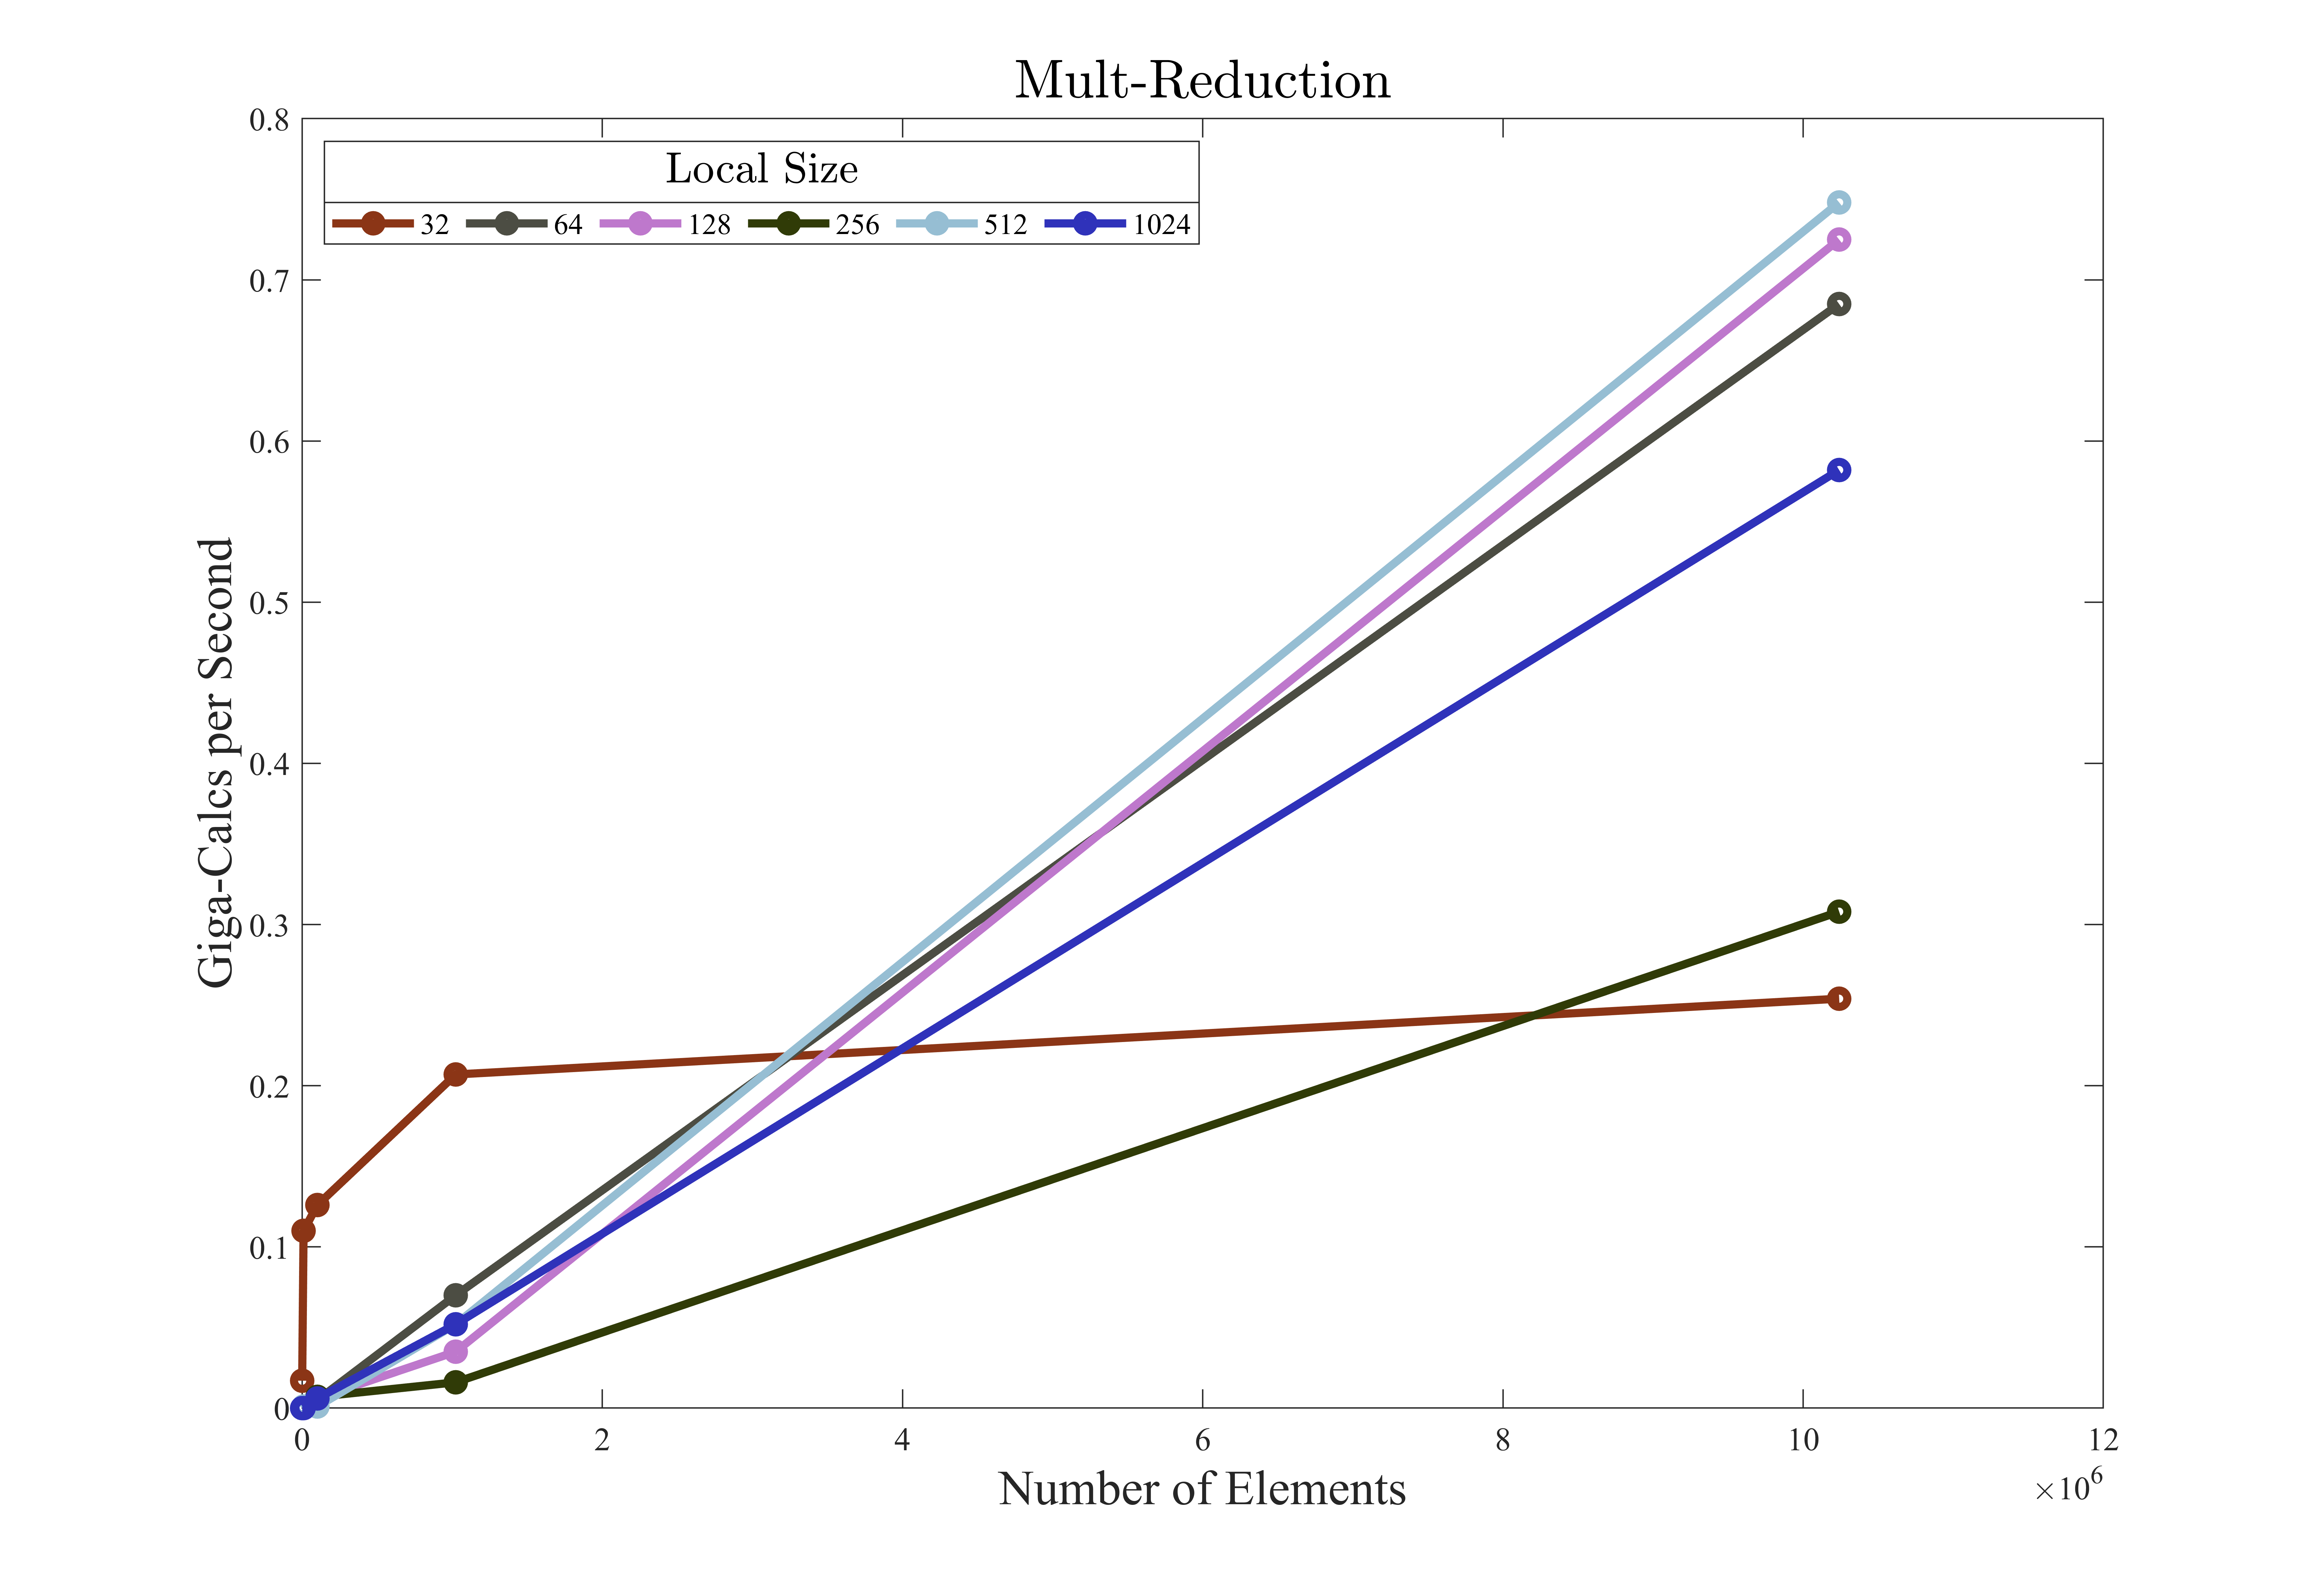 Mult-Reduction
Local Size
32 64 128 256 512 1024
Giga-Calcs per Second
0.8
0.7
0.6
0.5
0.4
0.3
0.2
0.1
0
0 2 4 6 8 10 12
×10⁶
Number of Elements